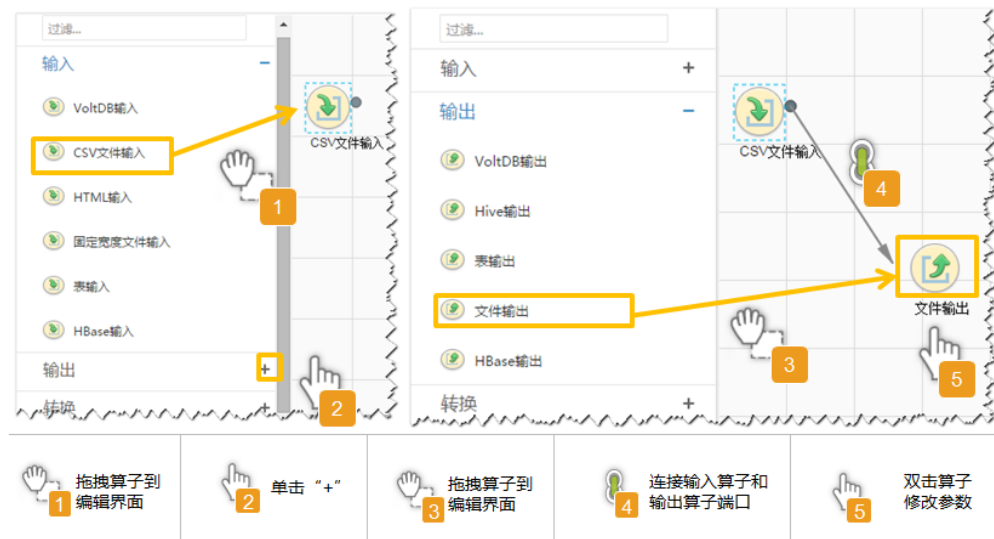 过滤...
输入
VoltDB输入
CSV文件输入
HTML输入
固定宽度文件输入
表输入
HBase输入
输出
+
转换
+
CSV文件输入
1
2
过滤...
输入
+
输出
VoltDB输出
Hive输出
表输出
文件输出
HBase输出
转换
+
CSV文件输入
4
文件输出
3
5
1
拖拽算子到
编辑界面
2
单击“+”
3
拖拽算子到
编辑界面
4
连接输入算子和
输出算子端口
5
双击算子
修改参数